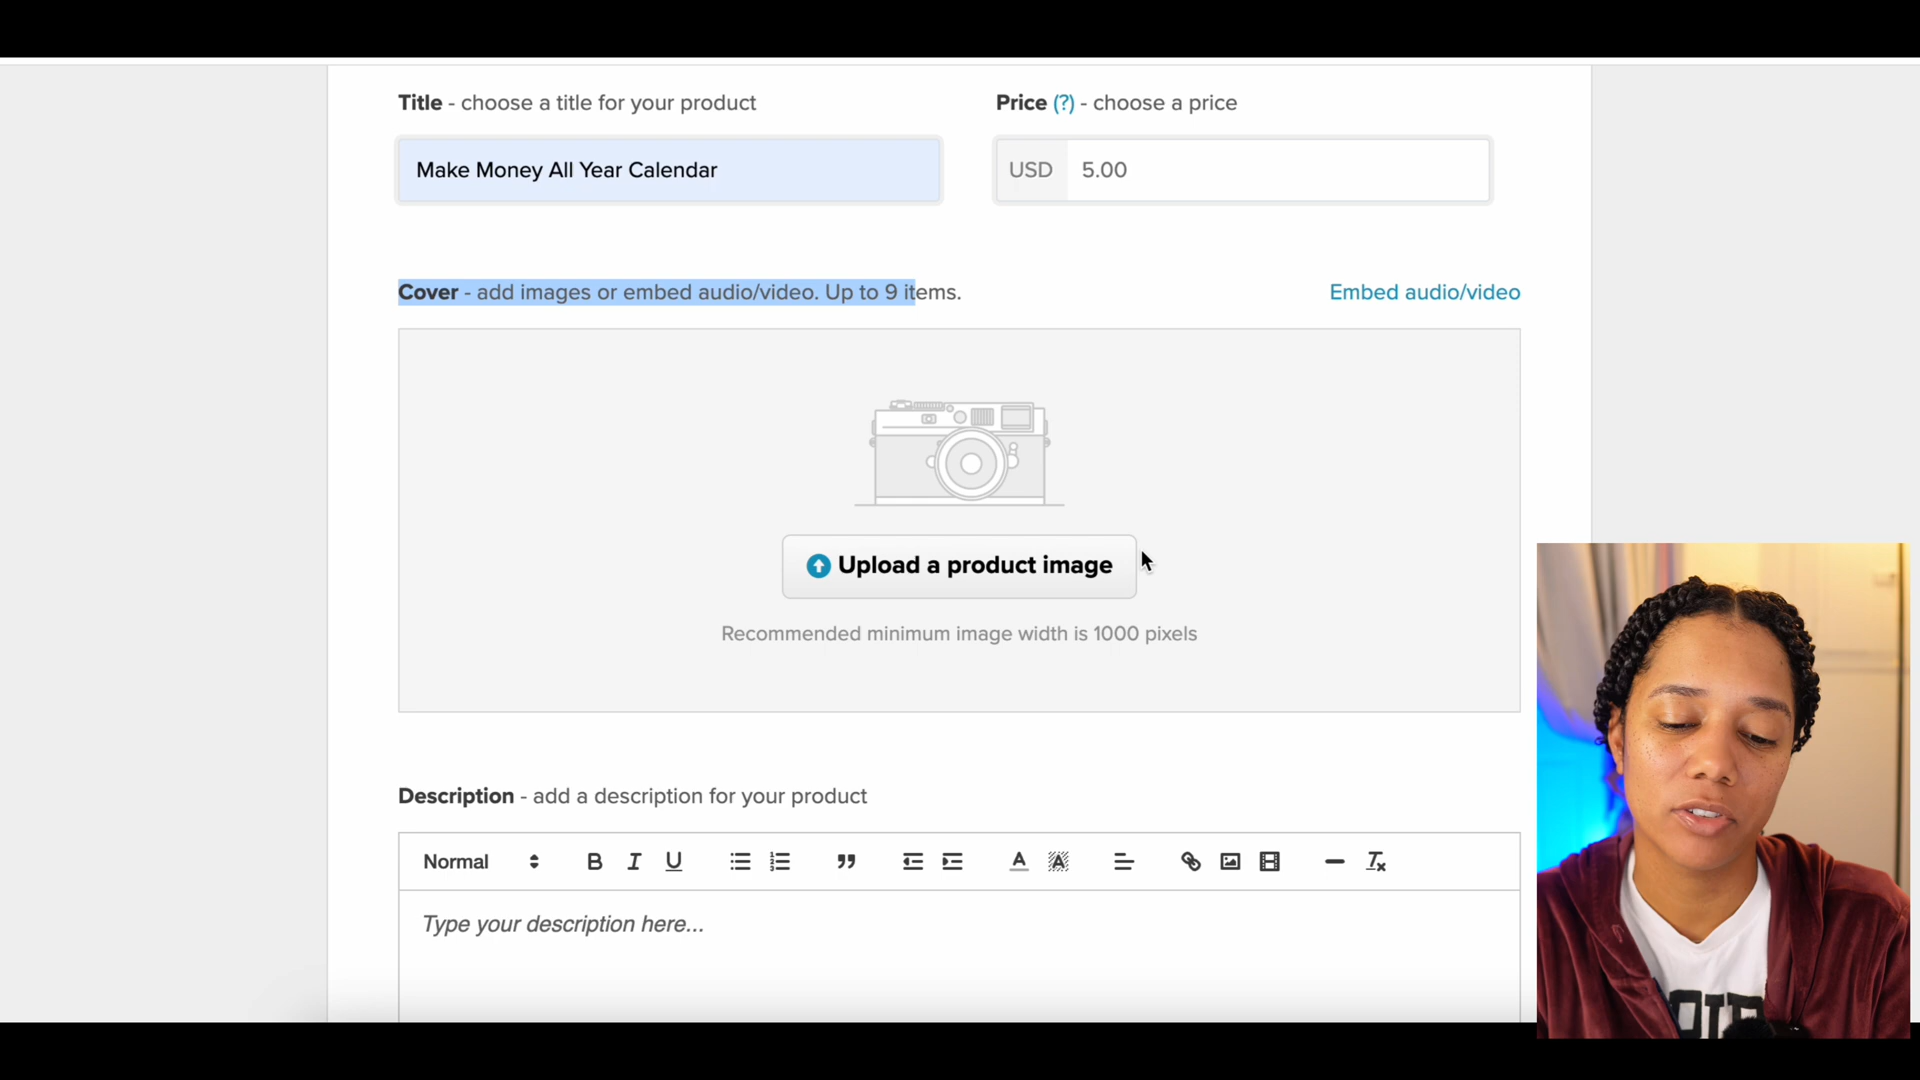 Title - choose a title for your product
Price (?) - choose a price
Make Money All Year Calendar
USD 5.00
Cover - add images or embed audio/video. Up to 9 items.
Embed audio/video
Upload a product image
Recommended minimum image width is 1000 pixels
Description - add a description for your product
Normal
B I U
Type your description here...